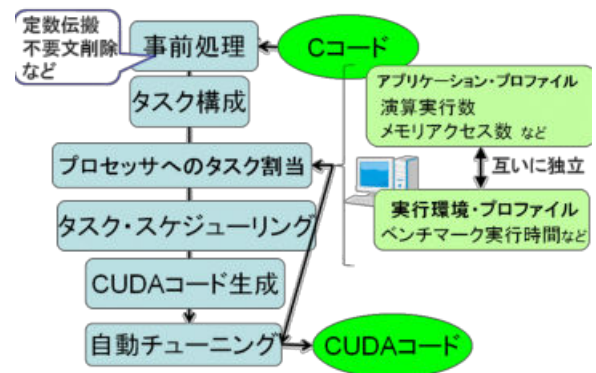 定数伝搬
不要文削除
など
事前処理
Cコード
タスク構成
アプリケーション・プロファイル
演算実行数
メモリアクセス数 など
プロセッサへのタスク割当
互いに独立
実行環境・プロファイル
ベンチマーク実行時間など
タスク・スケジューリング
CUDAコード生成
自動チューニング
CUDAコード